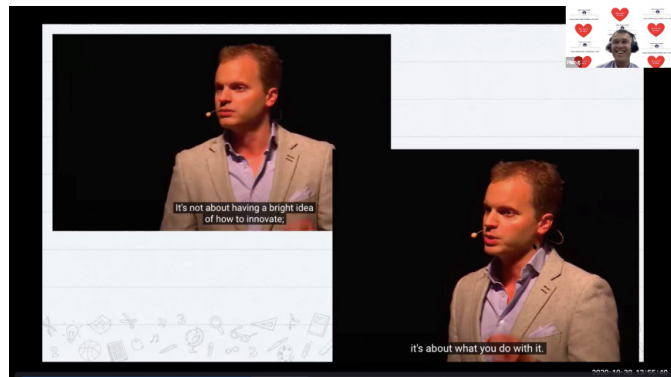 It's not about having a bright idea
of how to innovate;
it's about what you do with it.